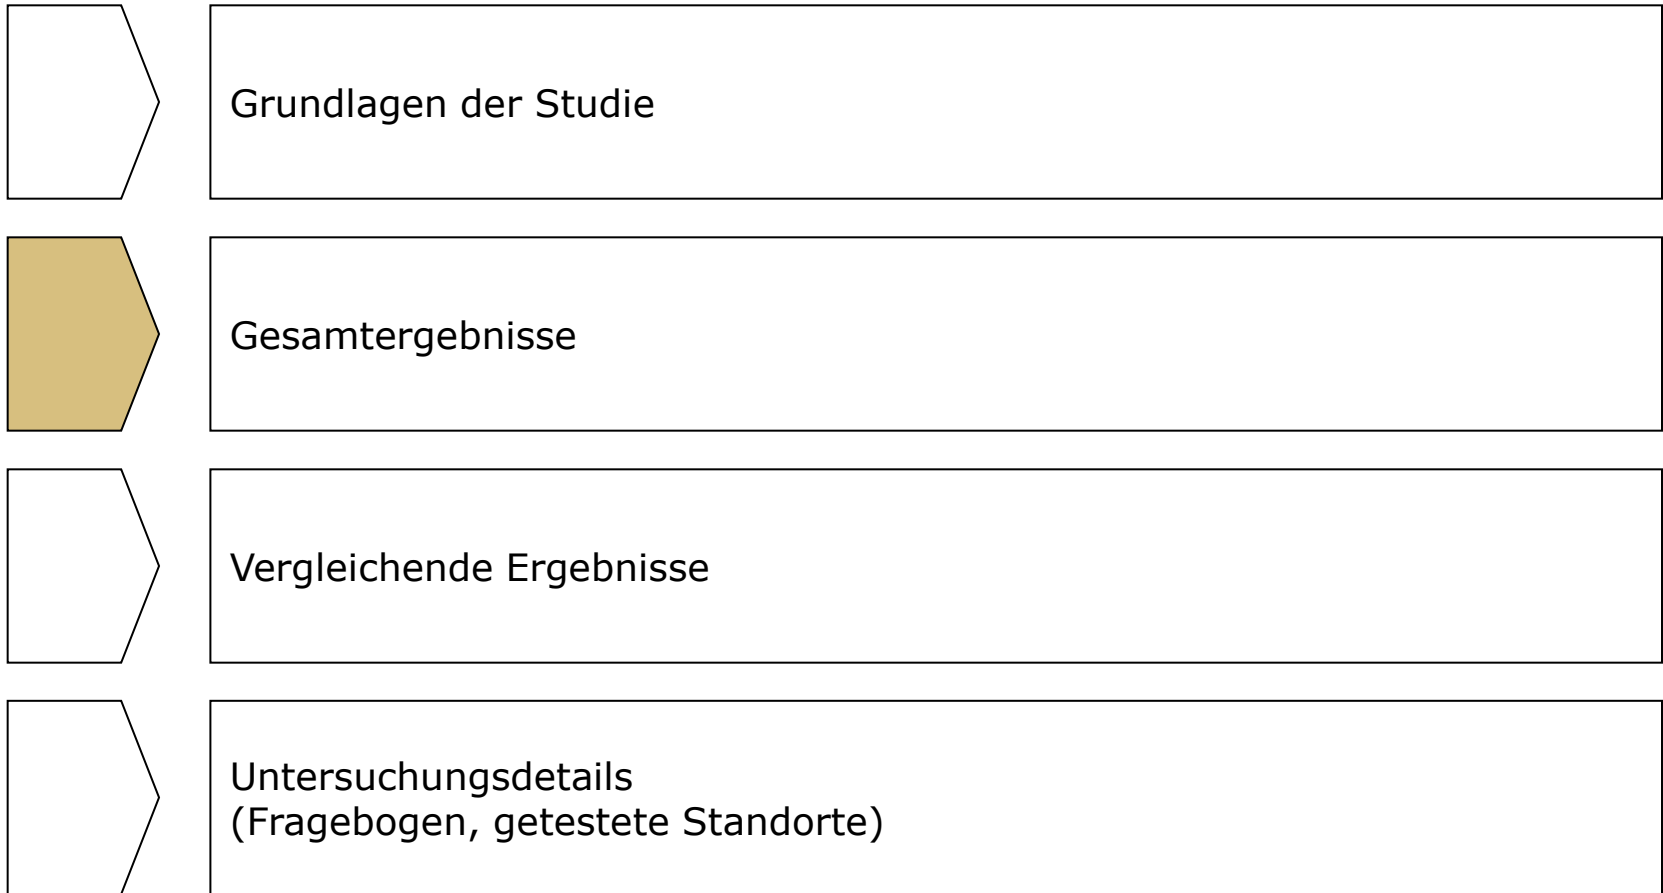 Grundlagen der Studie
Gesamtergebnisse
Vergleichende Ergebnisse
Untersuchungsdetails
(Fragebogen, getestete Standorte)